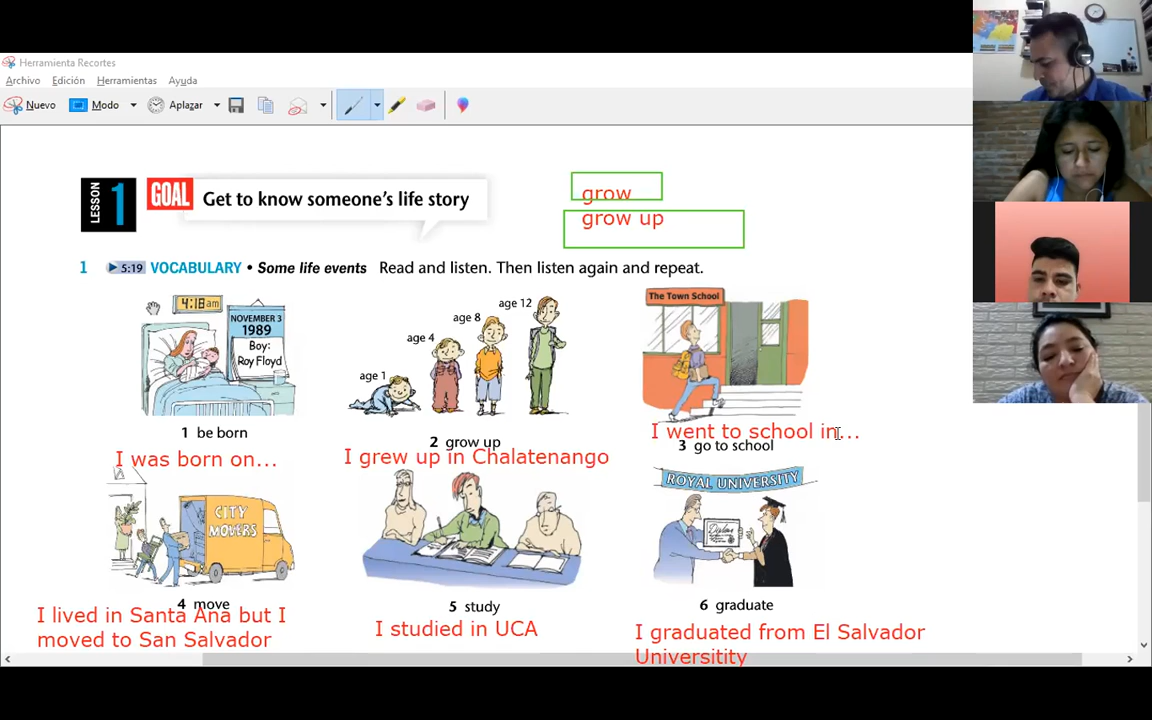 Herramienta Recortes
Archivo Edición Herramientas Ayuda
Nuevo Modo Aplazar
LESSON 1
GOAL Get to know someone's life story
grow
grow up
1 5:19 VOCABULARY • Some life events Read and listen. Then listen again and repeat.
4:18am
NOVEMBER 3
1989
Boy:
Roy Floyd
age 1
age 4
age 8
age 12
The Town School
1 be born
2 grow up
3 go to school
I was born on...
I grew up in Chalatenango
I went to school in...
CITY
MOVERS
ROYAL UNIVERSITY
Diploma
4 move
5 study
6 graduate
I lived in Santa Ana but I
moved to San Salvador
I studied in UCA
I graduated from El Salvador
Universitity